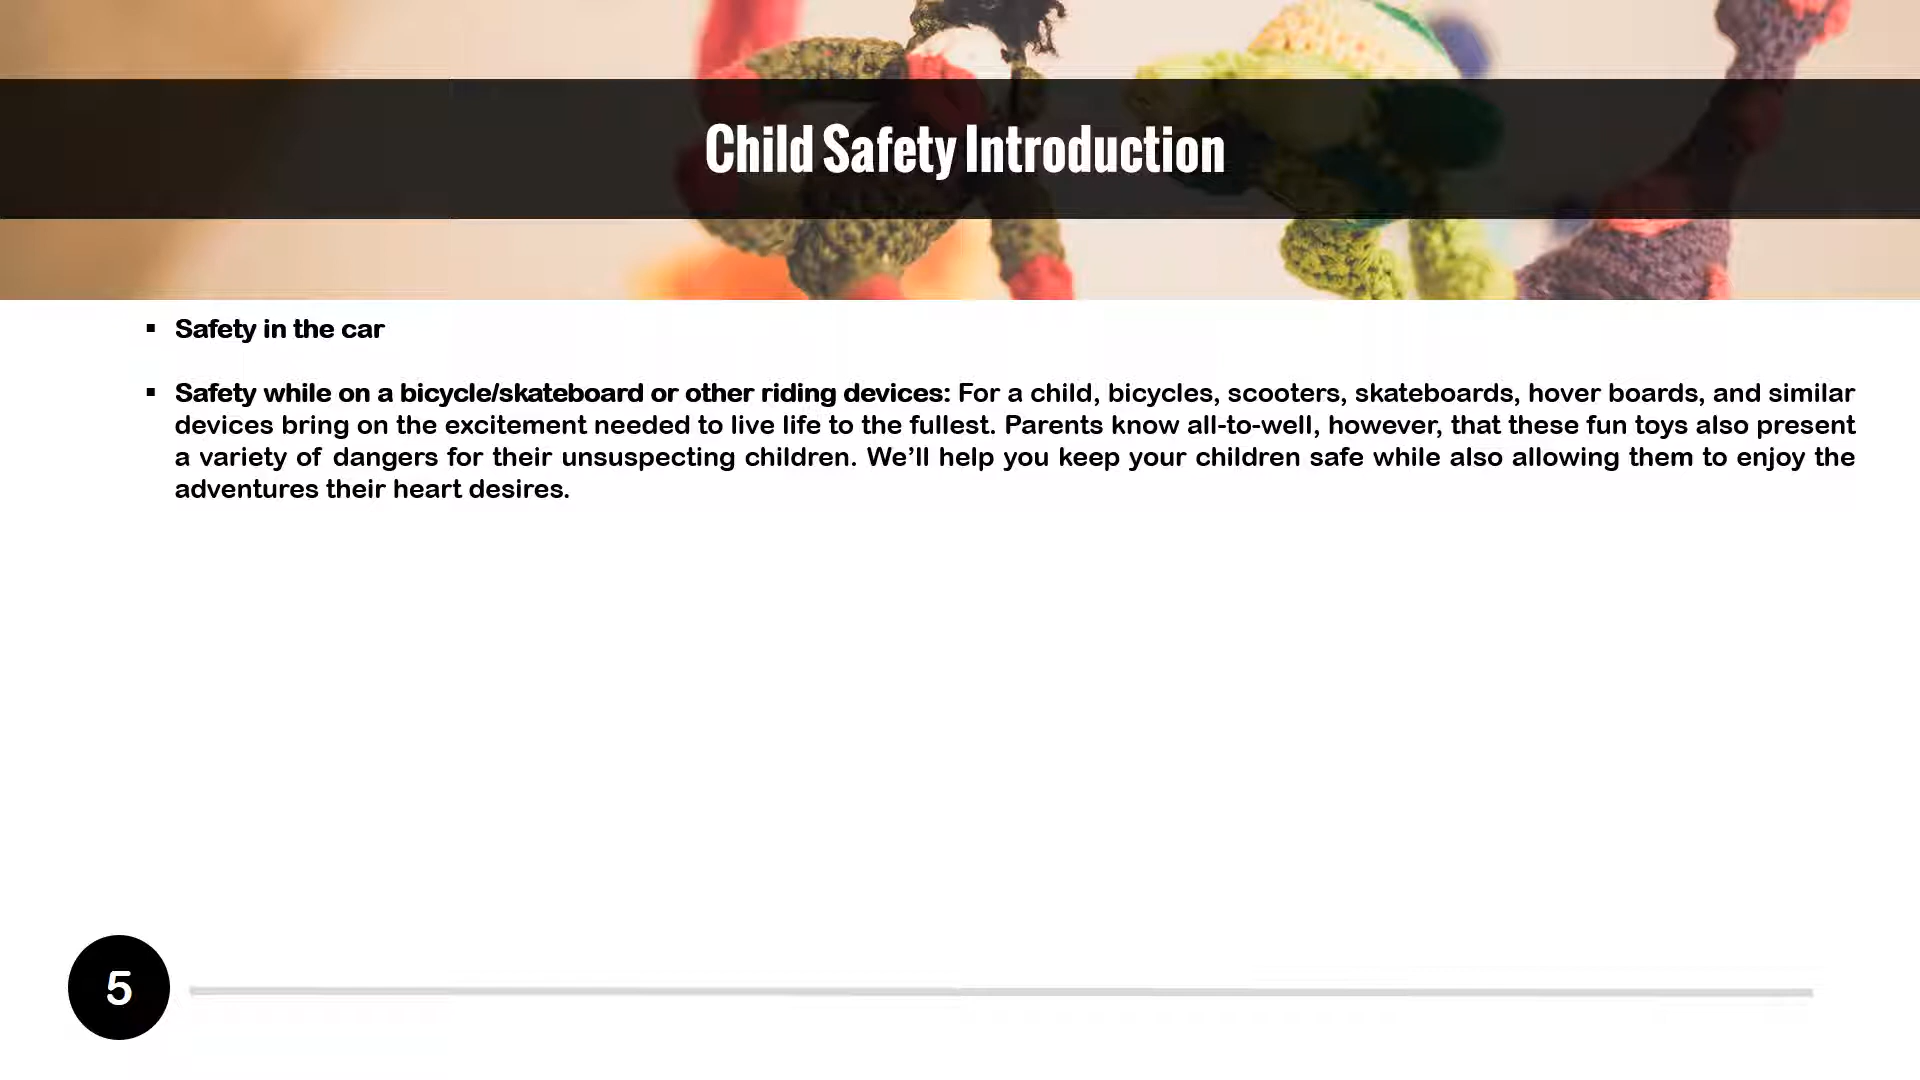 Child Safety Introduction
▪ Safety in the car
▪ Safety while on a bicycle/skateboard or other riding devices: For a child, bicycles, scooters, skateboards, hover boards, and similar
devices bring on the excitement needed to live life to the fullest. Parents know all-to-well, however, that these fun toys also present
a variety of dangers for their unsuspecting children. We’ll help you keep your children safe while also allowing them to enjoy the
adventures their heart desires.
5